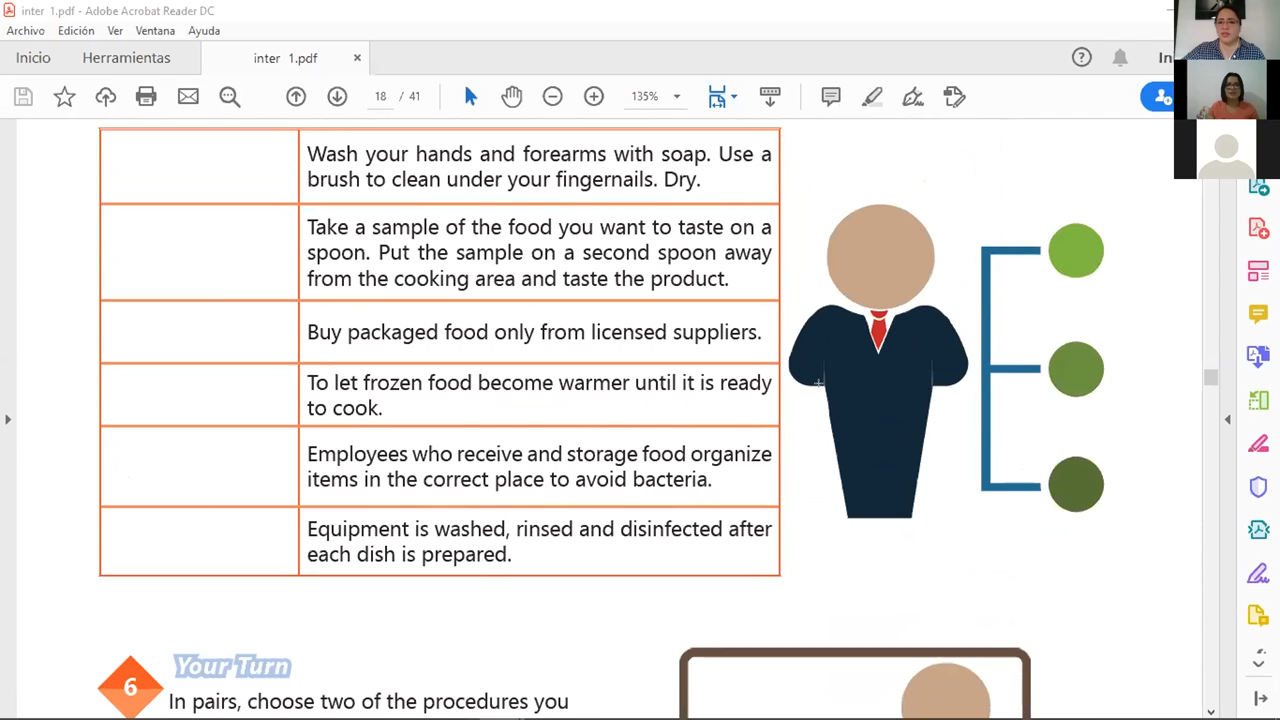 inter 1.pdf - Adobe Acrobat Reader DC
Archivo Edición Ver Ventana Ayuda
Inicio Herramientas inter 1.pdf × ? In
18 / 41 135%
Wash your hands and forearms with soap. Use a
brush to clean under your fingernails. Dry.
Take a sample of the food you want to taste on a
spoon. Put the sample on a second spoon away
from the cooking area and taste the product.
Buy packaged food only from licensed suppliers.
To let frozen food become warmer until it is ready
to cook.
Employees who receive and storage food organize
items in the correct place to avoid bacteria.
Equipment is washed, rinsed and disinfected after
each dish is prepared.
Your Turn
6
In pairs, choose two of the procedures you